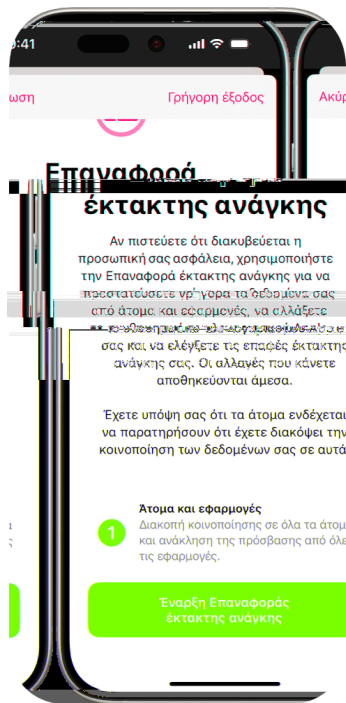 9:41
ωση Γρήγορη έξοδος Ακύρ
Επαναφορά
έκτακτης ανάγκης
Αν πιστεύετε ότι διακυβεύεται η
προσωπική σας ασφάλεια, χρησιμοποιήστε
την Επαναφορά έκτακτης ανάγκης για να
προστατεύσετε γρήγορα τα δεδομένα σας
από άτομα και εφαρμογές, να αλλάξετε
σας και να ελέγξετε τις επαφές έκτακτης
ανάγκης σας. Οι αλλαγές που κάνετε
αποθηκεύονται άμεσα.
Έχετε υπόψη σας ότι τα άτομα ενδέχεται
να παρατηρήσουν ότι έχετε διακόψει την
κοινοποίηση των δεδομένων σας σε αυτά
Άτομα και εφαρμογές
1 Διακοπή κοινοποίησης σε όλα τα άτομ
και ανάκληση της πρόσβασης από όλε
τις εφαρμογές.
Έναρξη Επαναφοράς
έκτακτης ανάγκης